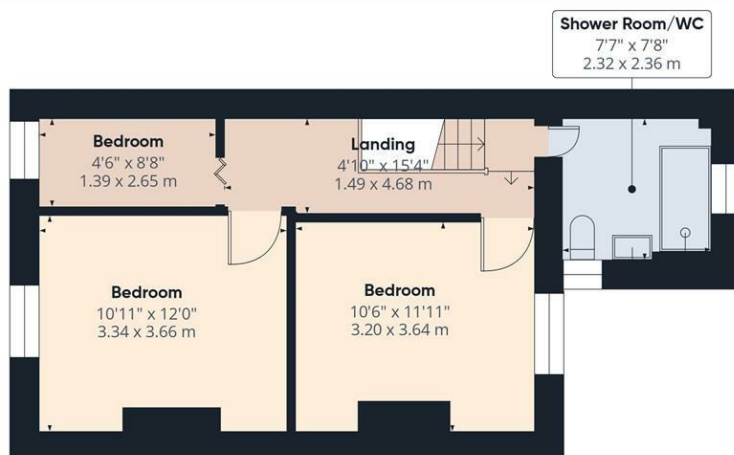 Shower Room/WC
7'7" x 7'8"
2.32 x 2.36 m
Bedroom
4'6" x 8'8"
1.39 x 2.65 m
Landing
4'10" x 15'4"
1.49 x 4.68 m
Bedroom
10'11" x 12'0"
3.34 x 3.66 m
Bedroom
10'6" x 11'11"
3.20 x 3.64 m